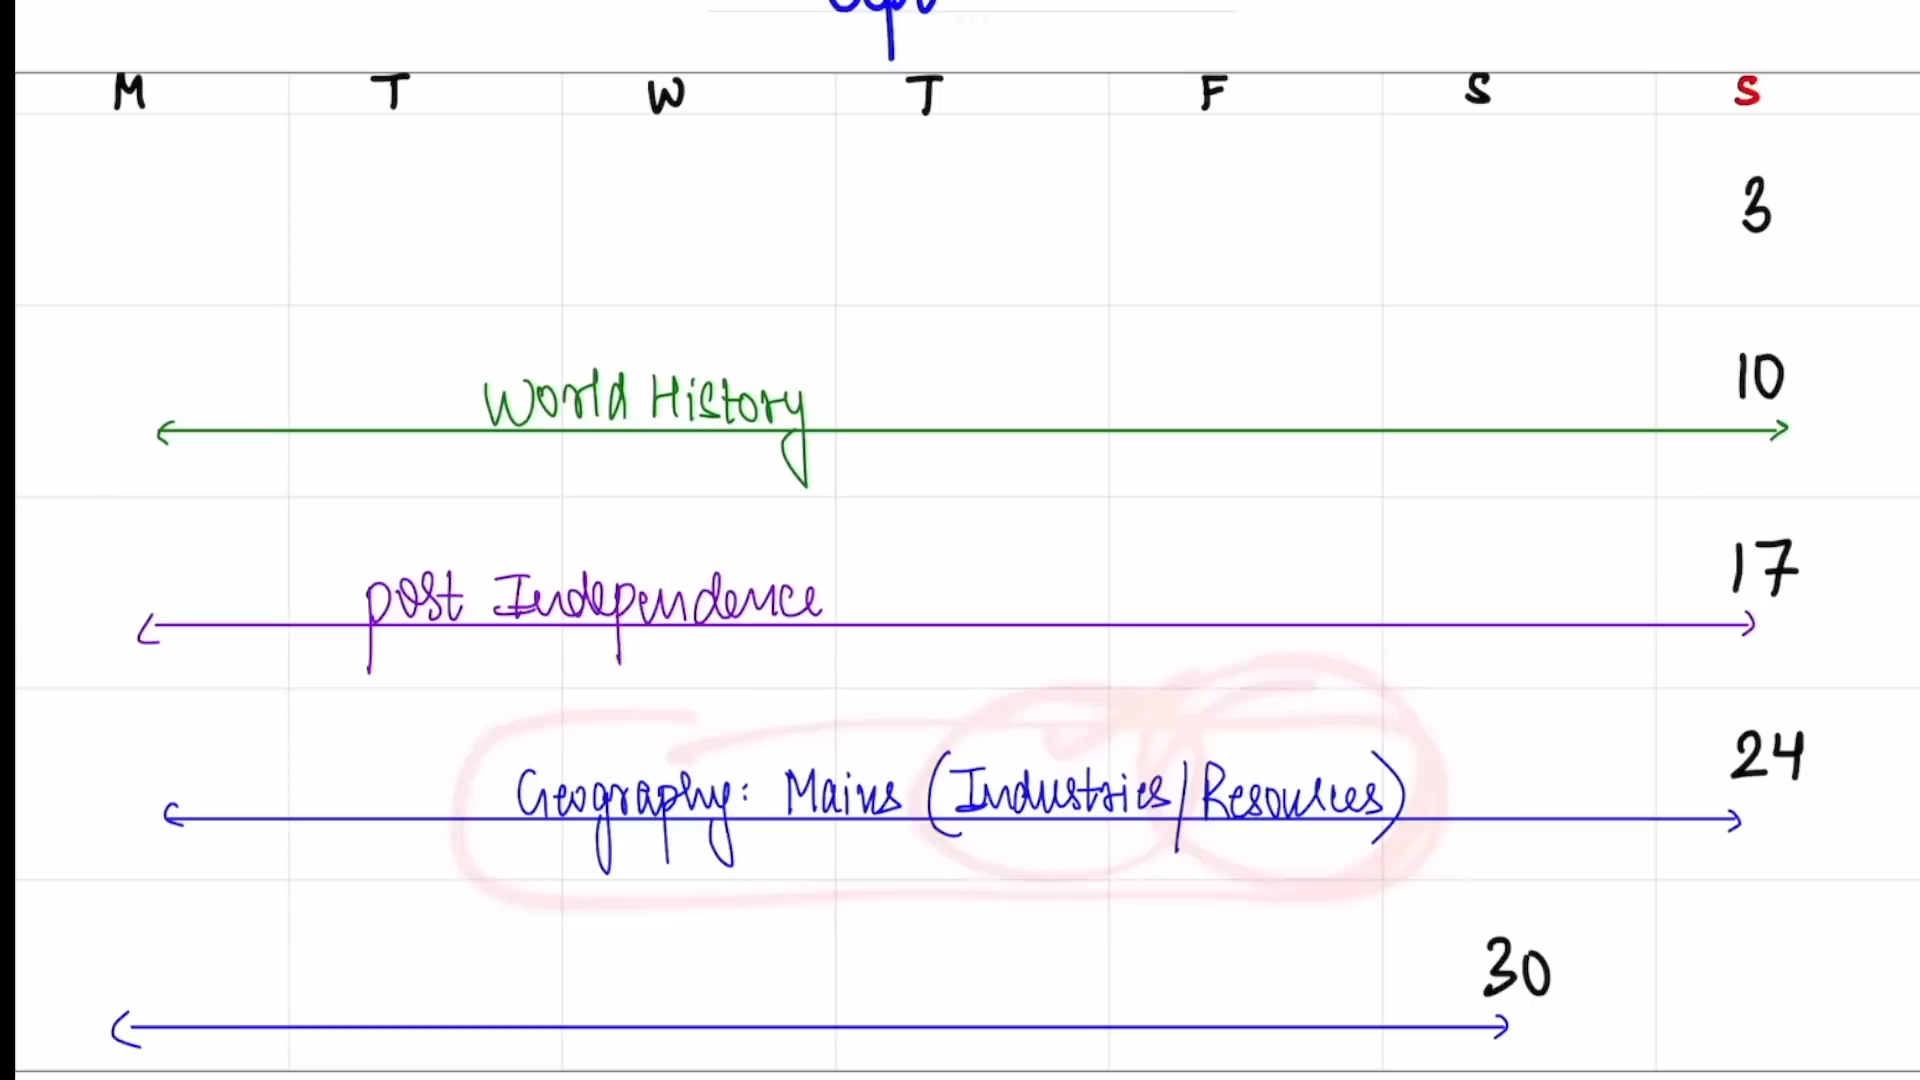 M T W T F S S
3
10
World History
17
Post Independence
24
Geography: Mains (Industries/Resources)
30